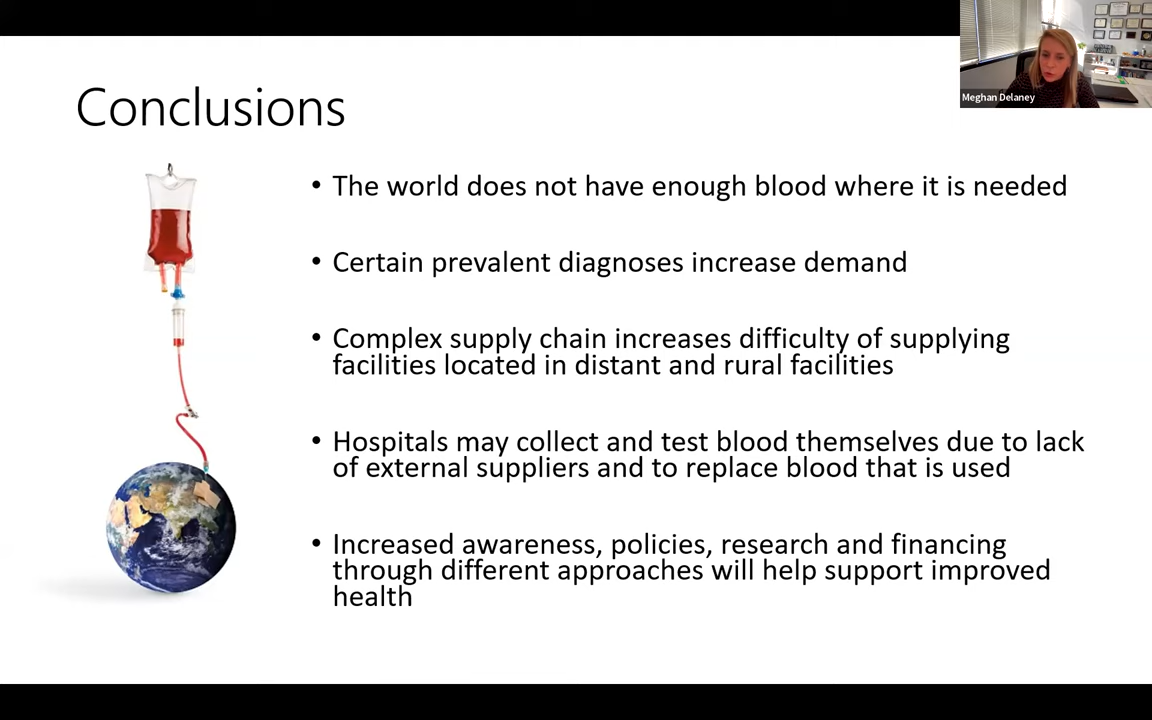 Meghan Delaney
Conclusions
• The world does not have enough blood where it is needed
• Certain prevalent diagnoses increase demand
• Complex supply chain increases difficulty of supplying
facilities located in distant and rural facilities
• Hospitals may collect and test blood themselves due to lack
of external suppliers and to replace blood that is used
• Increased awareness, policies, research and financing
through different approaches will help support improved
health